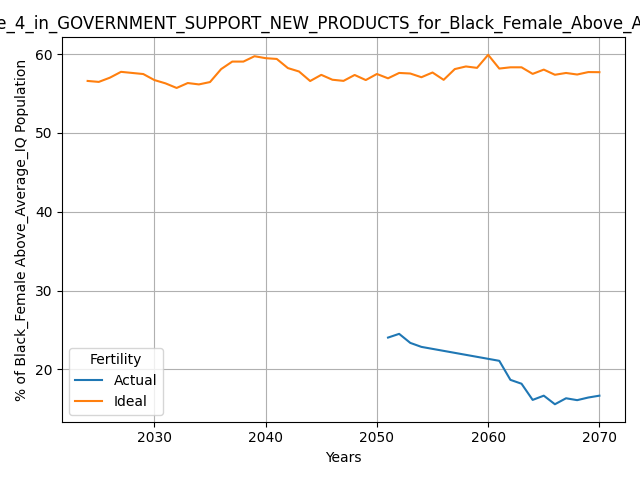 e_4_in_GOVERNMENT_SUPPORT_NEW_PRODUCTS_for_Black_Female_Above_A
% of Black_Female Above_Average_IQ Population
60
50
40
30
20
Fertility
Actual
Ideal
2030
2040
2050
2060
2070
Years